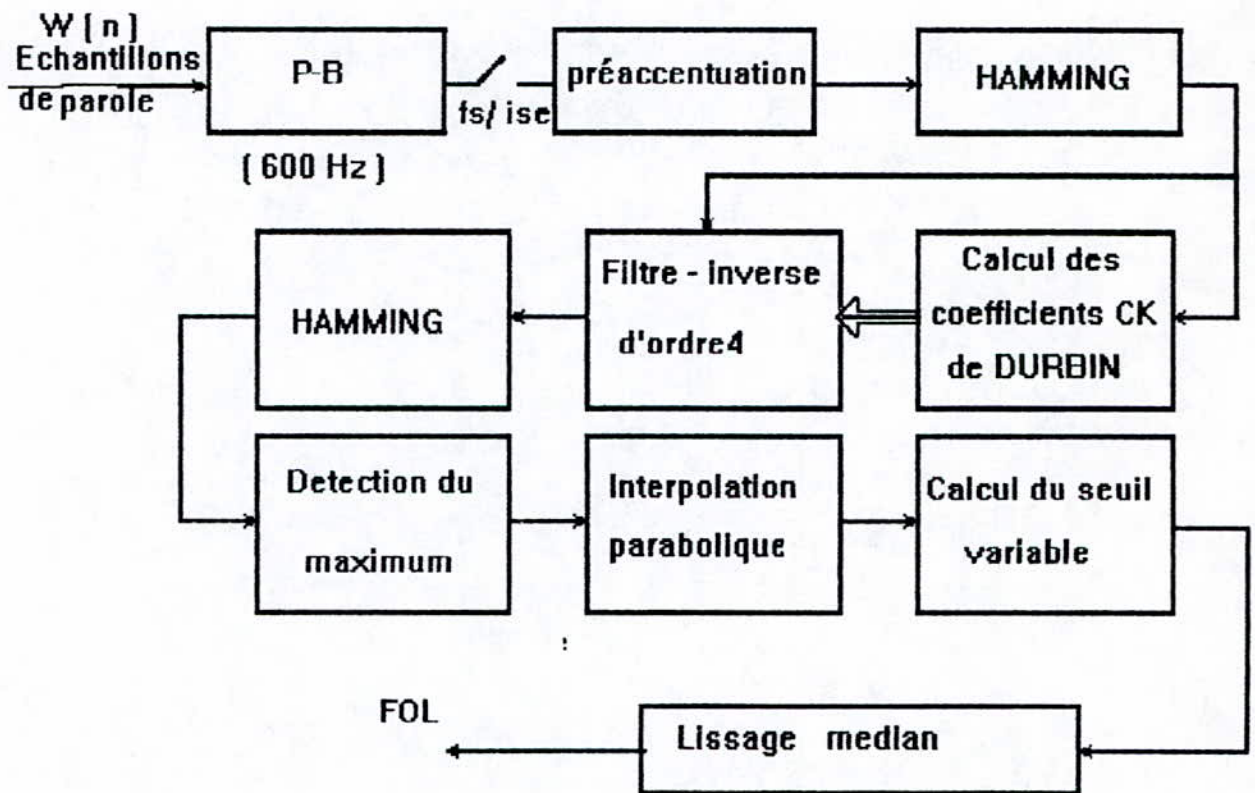 W [ n ]
Echantillons
de parole
P-B
fs/ ise
préaccentuation
HAMMING
[ 600 Hz ]
HAMMING
Filtre - inverse
d'ordre4
Calcul des
coefficients CK
de DURBIN
Detection du
maximum
Interpolation
parabolique
Calcul du seuil
variable
FOL
Lissage median